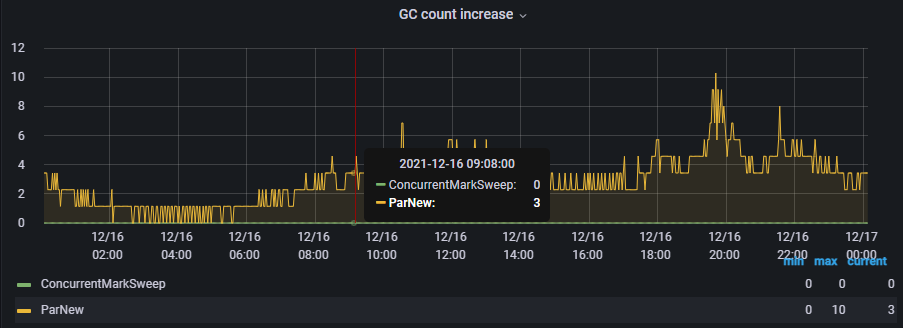 GC count increase
12
10
8
6
4
2
0
2021-12-16 09:08:00
ConcurrentMarkSweep: 0
ParNew: 3
12/16 12/16 12/16 12/16 12/16 12/16 12/16 12/16 12/16 12/16 12/16 12/17
02:00 04:00 06:00 08:00 10:00 12:00 14:00 16:00 18:00 20:00 22:00 00:00
min max current
ConcurrentMarkSweep 0 0 0
ParNew 0 10 3